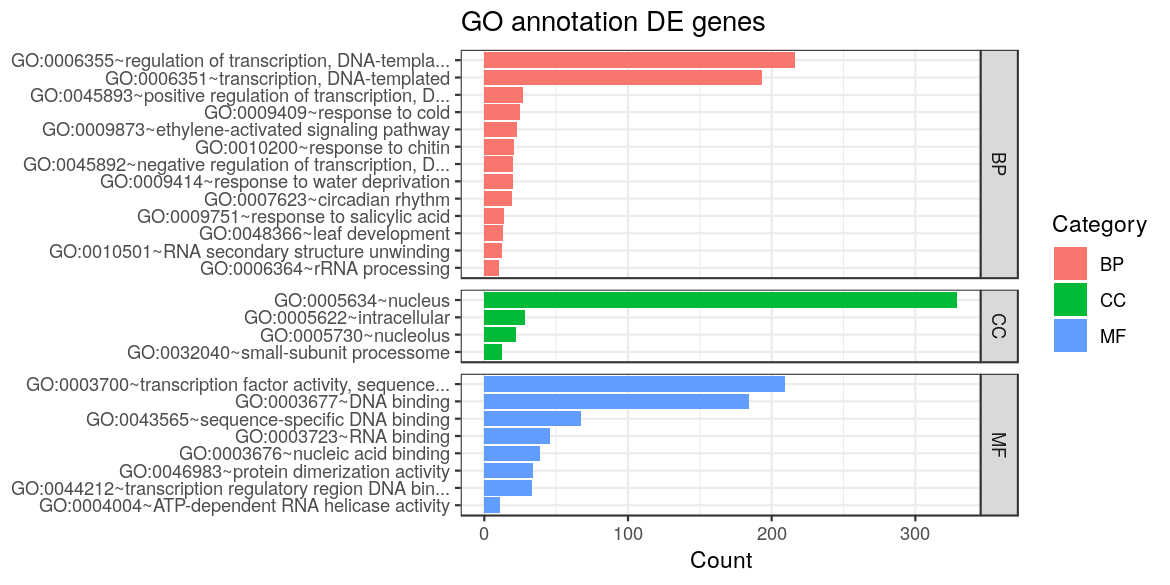 GO annotation DE genes
GO:0006355~regulation of transcription, DNA-templa...
GO:0006351~transcription, DNA-templated
GO:0045893~positive regulation of transcription, D...
GO:0009409~response to cold
GO:0009873~ethylene-activated signaling pathway
GO:0010200~response to chitin
GO:0045892~negative regulation of transcription, D...
GO:0009414~response to water deprivation
GO:0007623~circadian rhythm
GO:0009751~response to salicylic acid
GO:0048366~leaf development
GO:0010501~RNA secondary structure unwinding
GO:0006364~rRNA processing
BP
GO:0005634~nucleus
GO:0005622~intracellular
GO:0005730~nucleolus
GO:0032040~small-subunit processome
CC
GO:0003700~transcription factor activity, sequence...
GO:0003677~DNA binding
GO:0043565~sequence-specific DNA binding
GO:0003723~RNA binding
GO:0003676~nucleic acid binding
GO:0046983~protein dimerization activity
GO:0044212~transcription regulatory region DNA bin...
GO:0004004~ATP-dependent RNA helicase activity
MF
0 100 200 300
Count
Category
BP
CC
MF